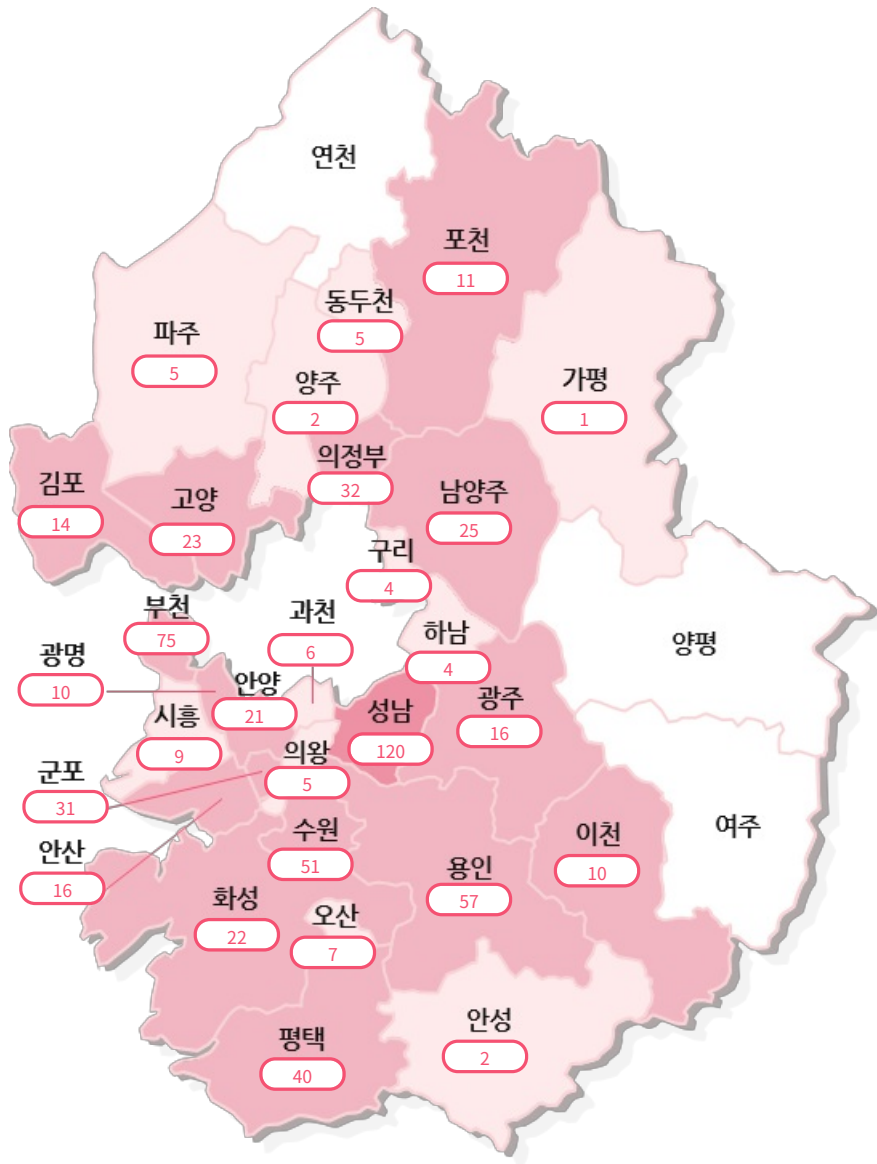 연천
포천
11
동두천
5
파주
5
양주
2
가평
1
의정부
32
김포
14
고양
23
남양주
25
구리
4
부천
75
과천
6
하남
4
양평
광명
10
안양
21
시흥
9
성남
120
광주
16
의왕
5
군포
31
수원
51
이천
10
여주
안산
16
화성
22
용인
57
오산
7
안성
2
평택
40